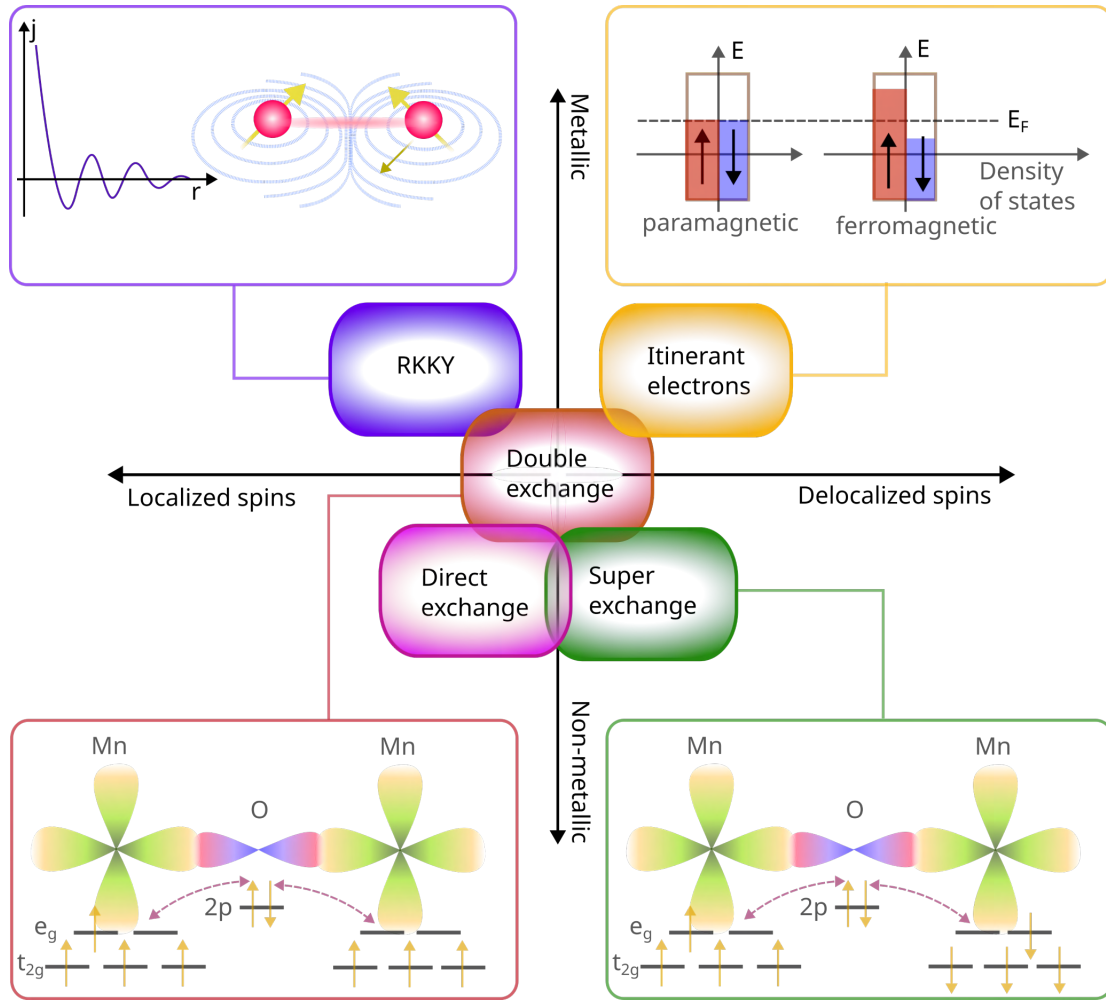 j
r
E
E
E_F
Density
of states
paramagnetic
ferromagnetic
Metallic
RKKY
Itinerant
electrons
Double
exchange
Localized spins
Delocalized spins
Direct
exchange
Super
exchange
Non-metallic
Mn
Mn
O
2p
e_g
t_2g
Mn
Mn
O
2p
e_g
t_2g